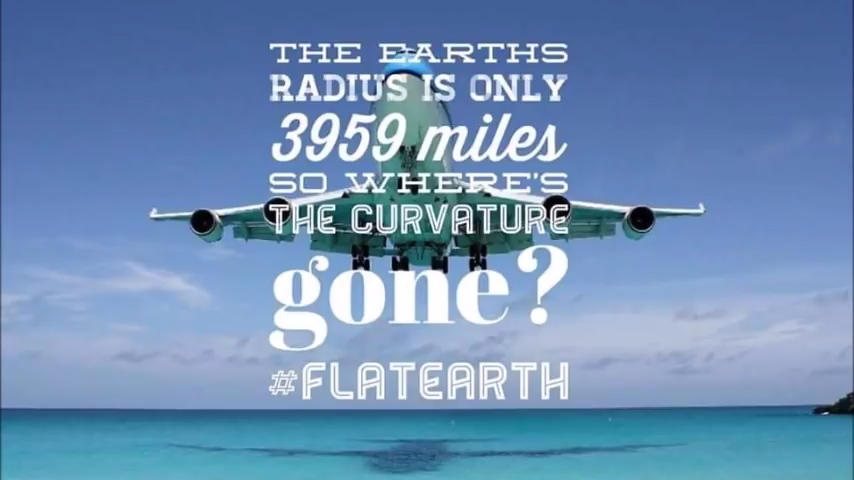 THE EARTHS
RADIUS IS ONLY
3959 miles
SO WHERE'S
THE CURVATURE
gone?
#FLATEARTH